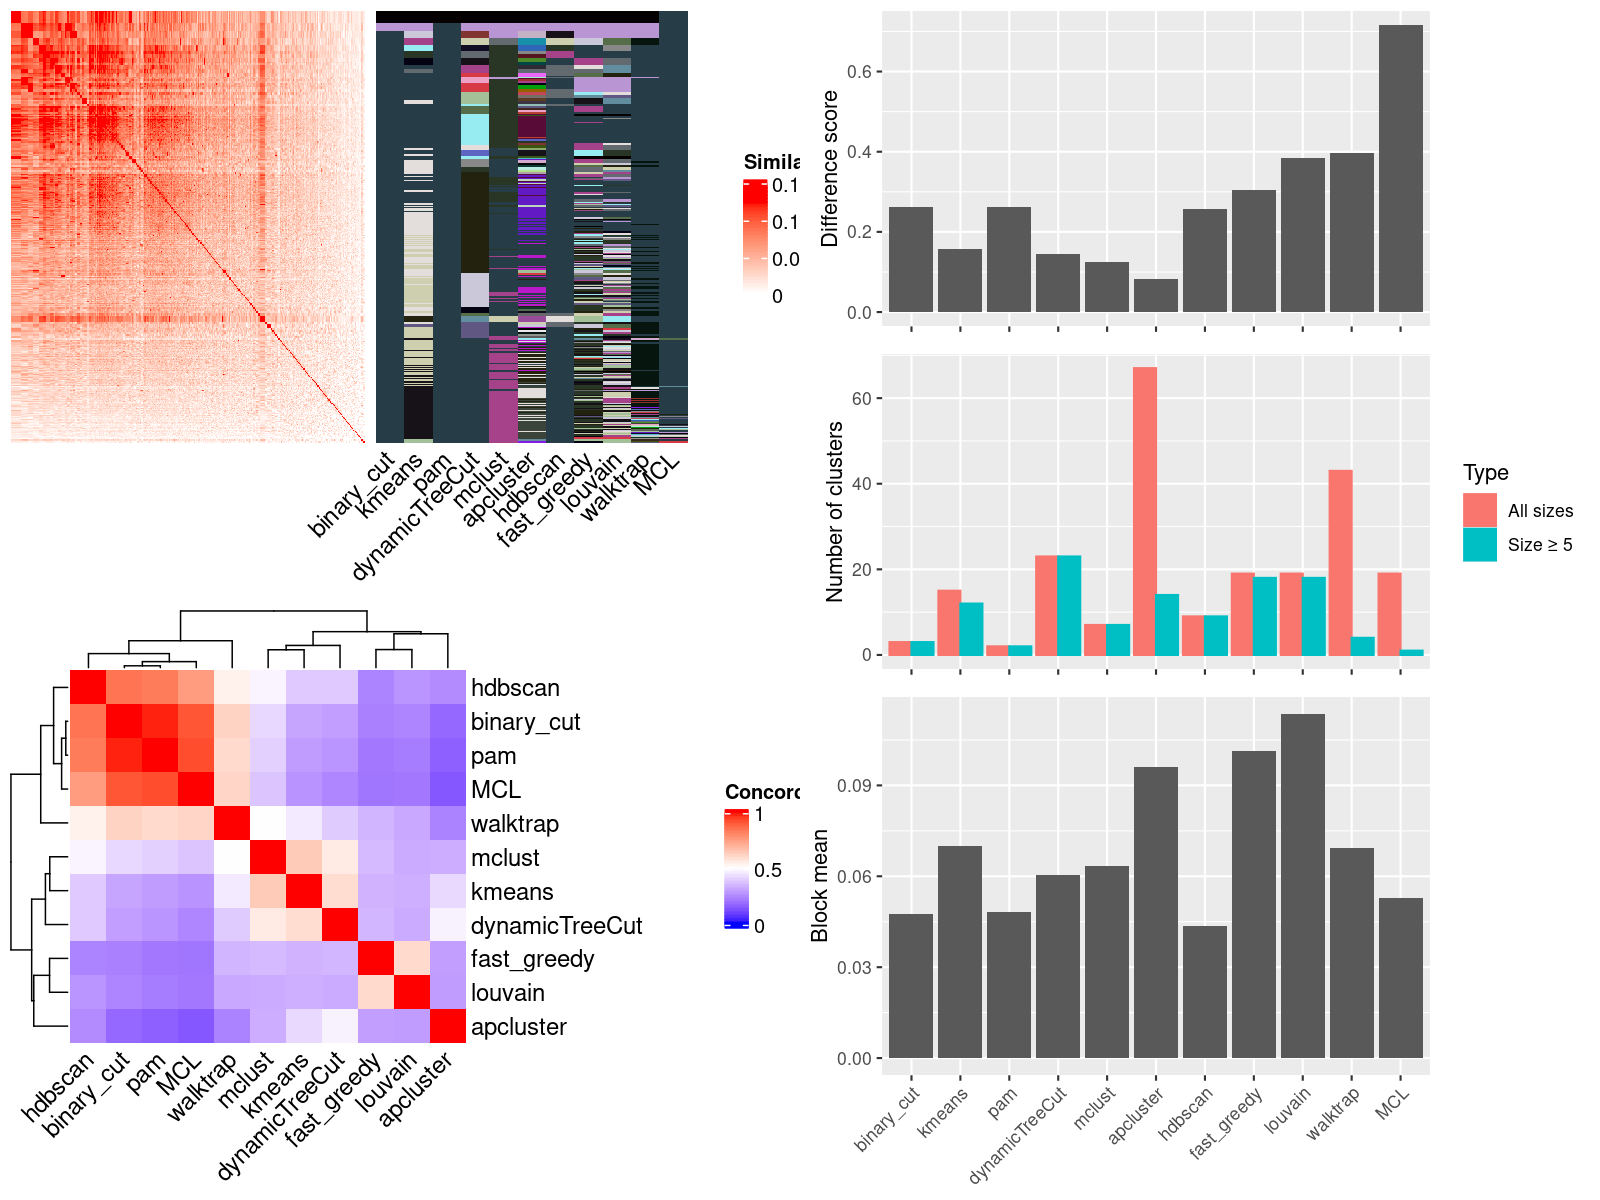 Simila
0.1
0.1
0.0
0
binary_cut
kmeans
pam
dynamicTreeCut
mclust
apcluster
hdbscan
fast_greedy
louvain
walktrap
MCL
hdbscan
binary_cut
pam
MCL
walktrap
mclust
kmeans
dynamicTreeCut
fast_greedy
louvain
apcluster
hdbscan
binary_cut
pam
MCL
walktrap
mclust
kmeans
dynamicTreeCut
fast_greedy
louvain
apcluster
Concord
1
0.5
0
Difference score
0.6
0.4
0.2
0.0
Number of clusters
60
40
20
0
Type
All sizes
Size ≥ 5
Block mean
0.09
0.06
0.03
0.00
binary_cut
kmeans
pam
dynamicTreeCut
mclust
apcluster
hdbscan
fast_greedy
louvain
walktrap
MCL